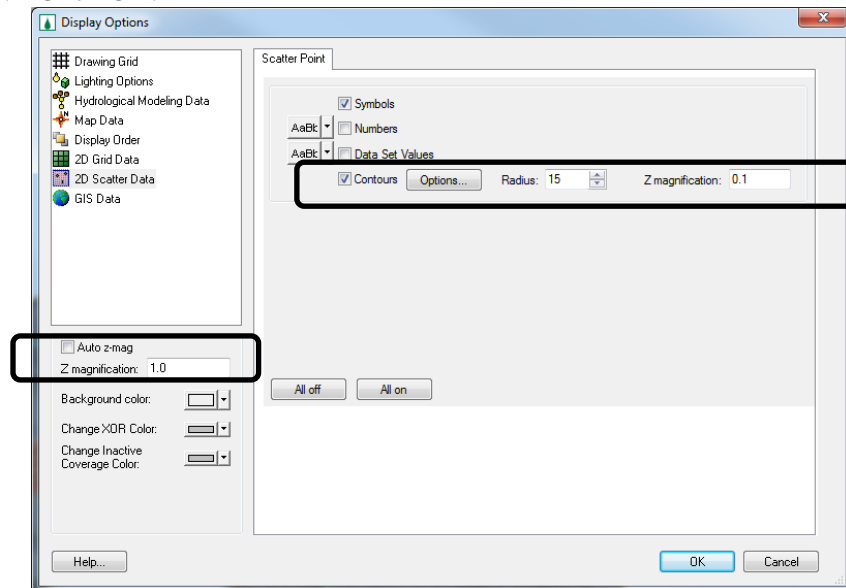 Display Options
Drawing Grid
Lighting Options
Hydrological Modeling Data
Map Data
Display Order
2D Grid Data
2D Scatter Data
GIS Data
Scatter Point
Symbols
AaBb Numbers
AaBb Data Set Values
Contours Options... Radius: 15 Z magnification: 0.1
Auto z-mag
Z magnification: 1.0
Background color:
Change XOR Color:
Change Inactive
Coverage Color:
All off All on
Help... OK Cancel